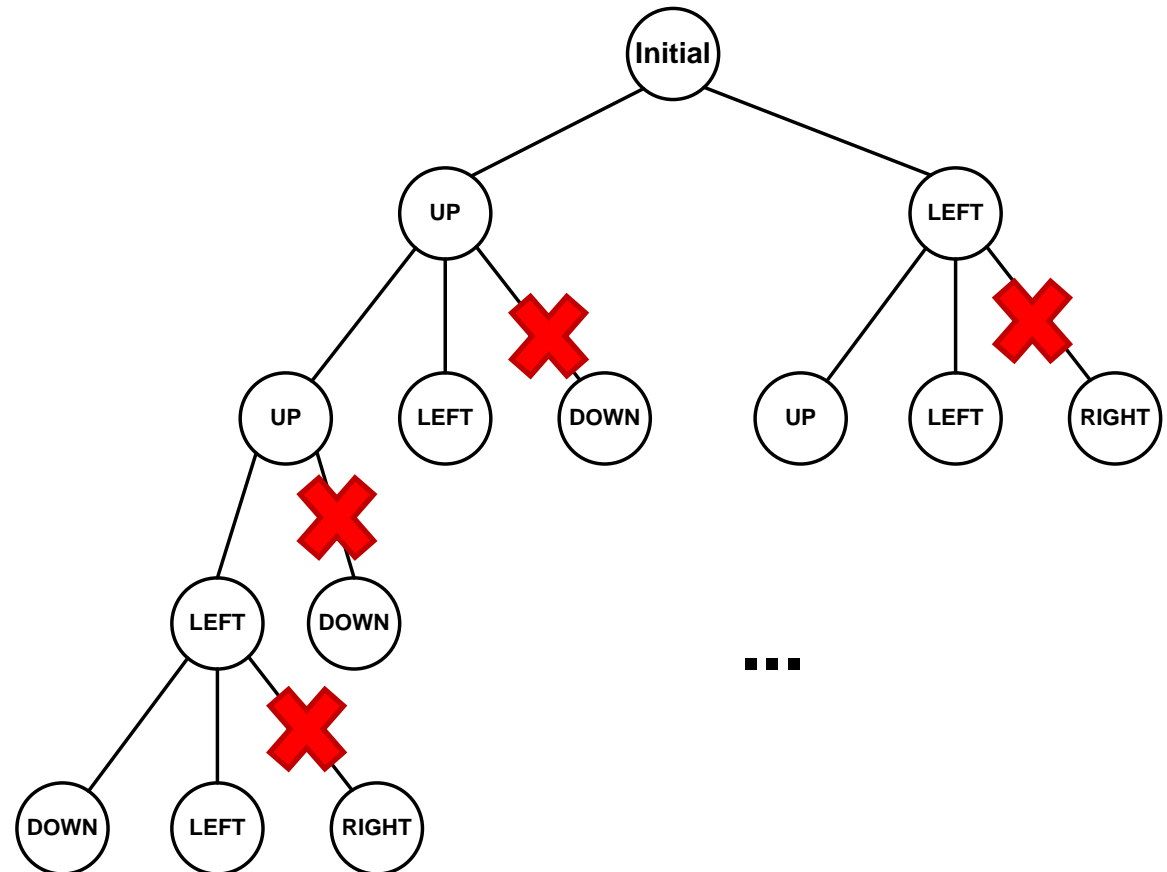 Initial
UP
LEFT
UP
LEFT
DOWN
UP
LEFT
RIGHT
LEFT
DOWN
...
DOWN
LEFT
RIGHT